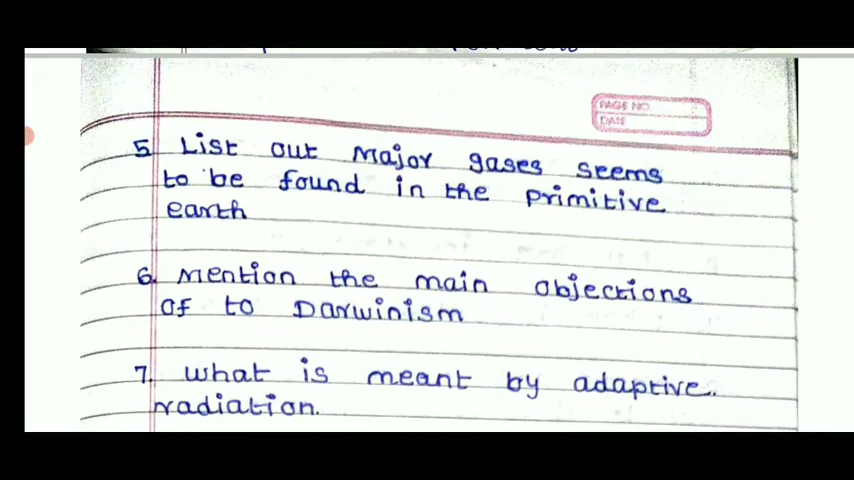 PAGE NO
DATE
5 List out major gases seems
to be found in the primitive
earth
6. Mention the main objections
of to Darwinism
7. what is meant by adaptive..
radiation.